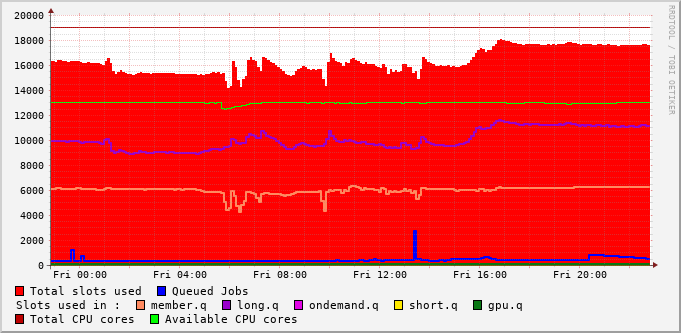 20000
18000
16000
14000
12000
10000
8000
6000
4000
2000
0
Fri 00:00 Fri 04:00 Fri 08:00 Fri 12:00 Fri 16:00 Fri 20:00
Total slots used Queued Jobs
Slots used in : member.q long.q ondemand.q short.q gpu.q
Total CPU cores Available CPU cores
RRDTOOL / TOBI OETIKER